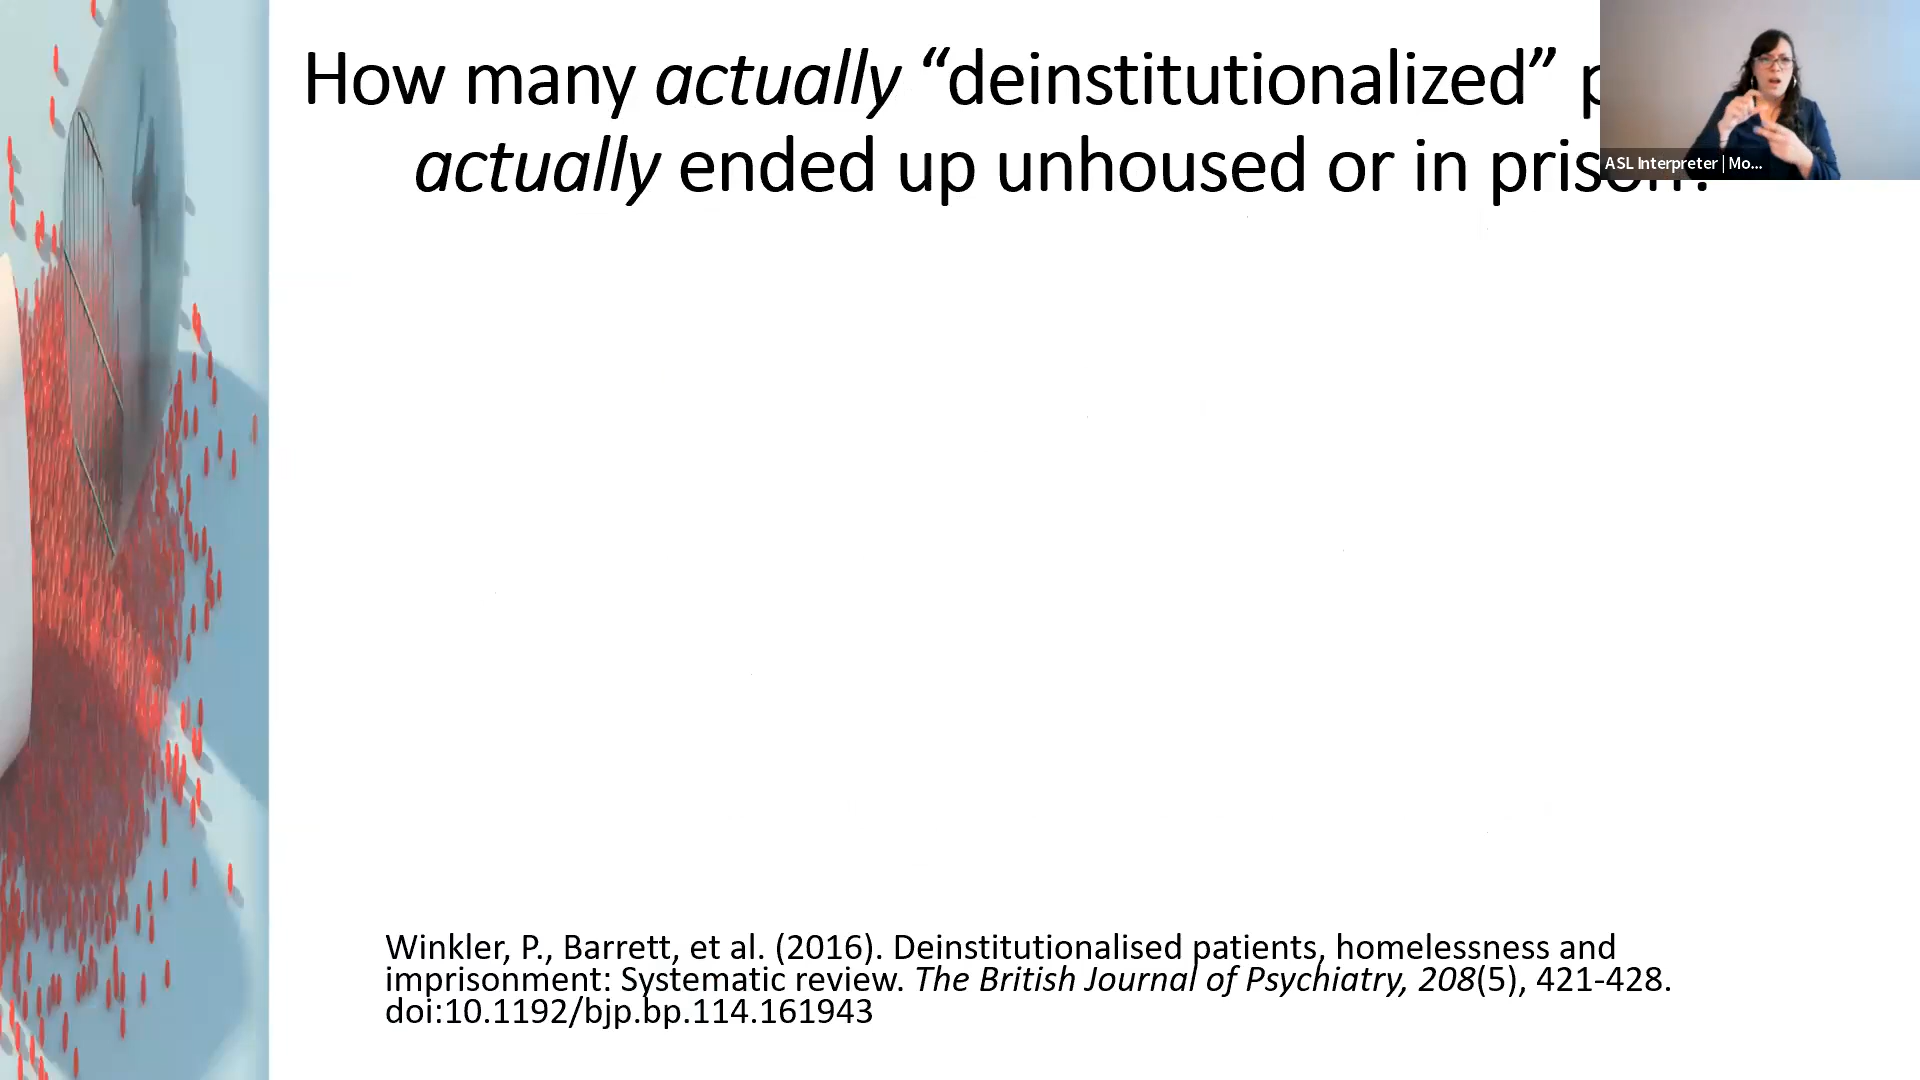 How many actually “deinstitutionalized”
actually ended up unhoused or in prison?
ASL Interpreter | Mo...
Winkler, P., Barrett, et al. (2016). Deinstitutionalised patients, homelessness and
imprisonment: Systematic review. The British Journal of Psychiatry, 208(5), 421-428.
doi:10.1192/bjp.bp.114.161943